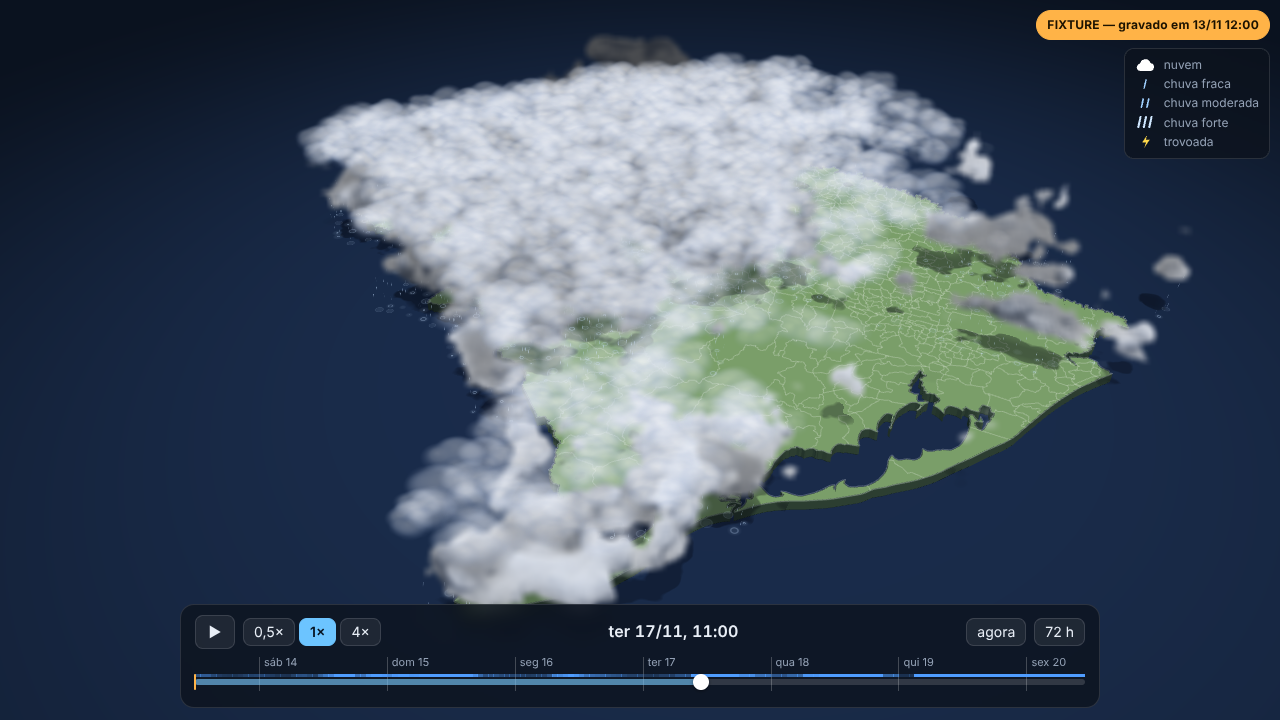 FIXTURE — gravado em 13/11 12:00
nuvem
chuva fraca
chuva moderada
chuva forte
trovoada
0,5×
1×
4×
ter 17/11, 11:00
agora
72 h
sáb 14
dom 15
seg 16
ter 17
qua 18
qui 19
sex 20